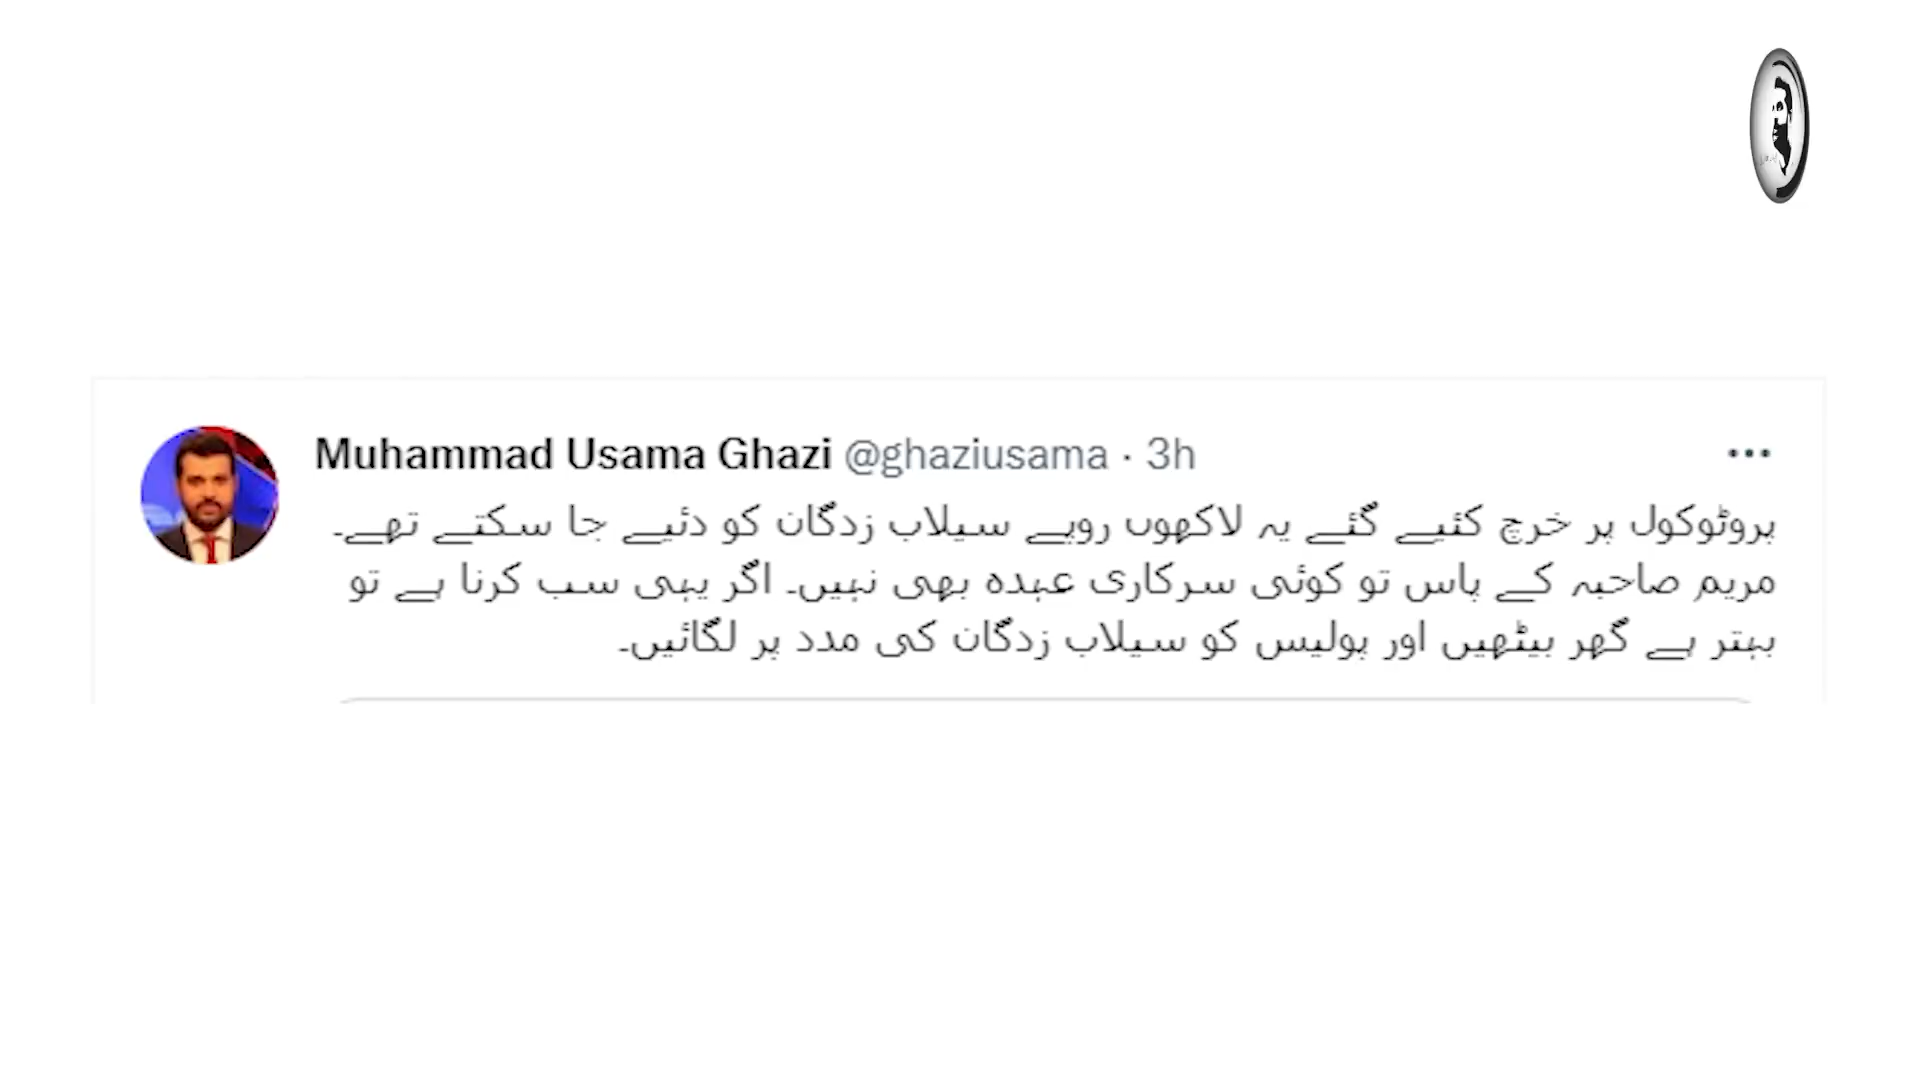 Muhammad Usama Ghazi @ghaziusama · 3h
پروٹوکول پر خرچ کئیے گئے یہ لاکھوں روپے سیلاب زدگان کو دئیے جا سکتے تھے۔
مریم صاحبہ کے پاس تو کوئی سرکاری عہدہ بھی نہیں۔ اگر یہی سب کرنا ہے تو
بہتر ہے گھر بیٹھیں اور پولیس کو سیلاب زدگان کی مدد پر لگائیں۔